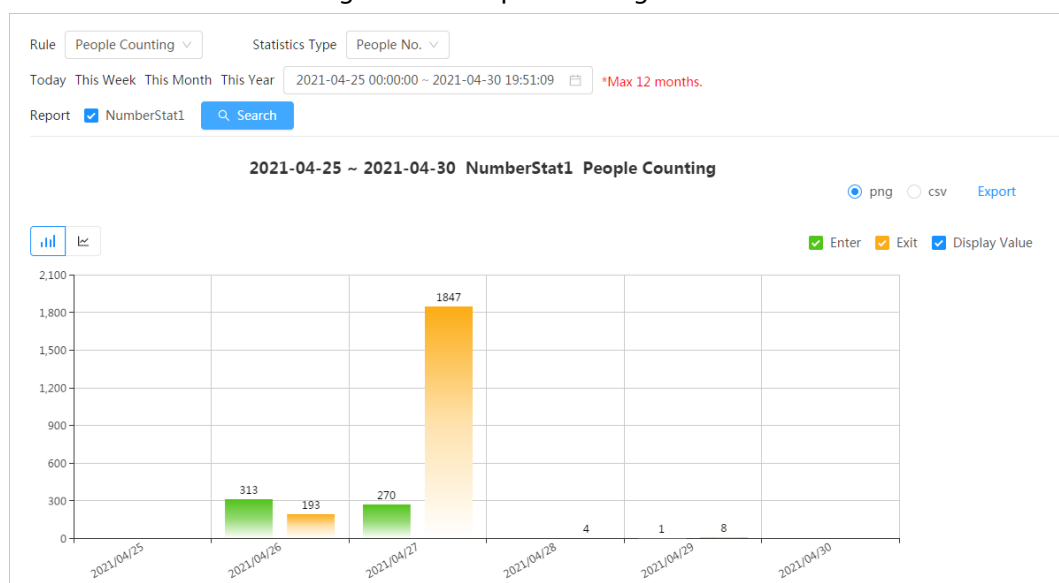 Rule People Counting Statistics Type People No.
Today This Week This Month This Year 2021-04-25 00:00:00 ~ 2021-04-30 19:51:09 *Max 12 months.
Report NumberStat1 Search
2021-04-25 ~ 2021-04-30 NumberStat1 People Counting
png csv Export
Enter Exit Display Value
2,100
1847
1,800
1,500
1,200
900
600
313
270
193
300
4 1 8
0
2021/04/25 2021/04/26 2021/04/27 2021/04/28 2021/04/29 2021/04/30